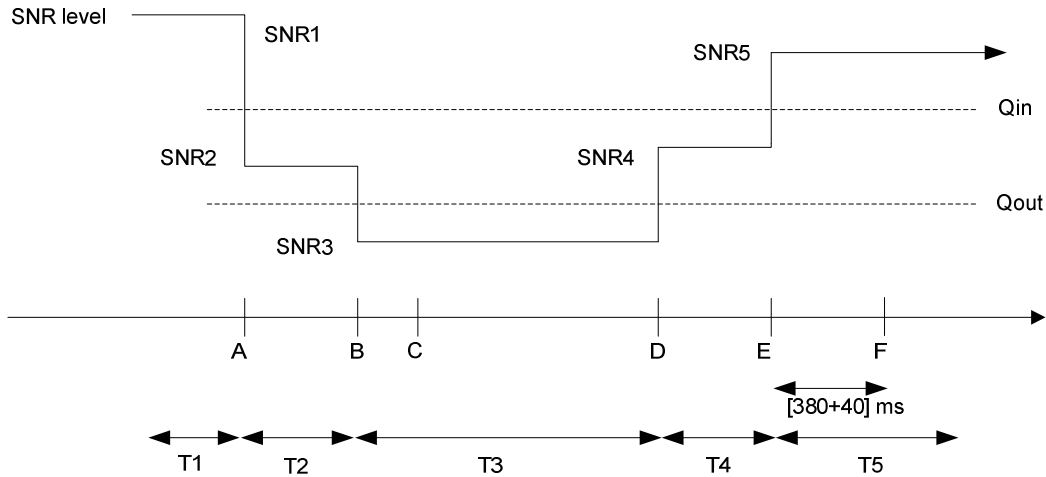 SNR level
SNR1
SNR5
Qin
SNR2
SNR4
Qout
SNR3
A
B
C
D
E
F
[380+40] ms
T1
T2
T3
T4
T5